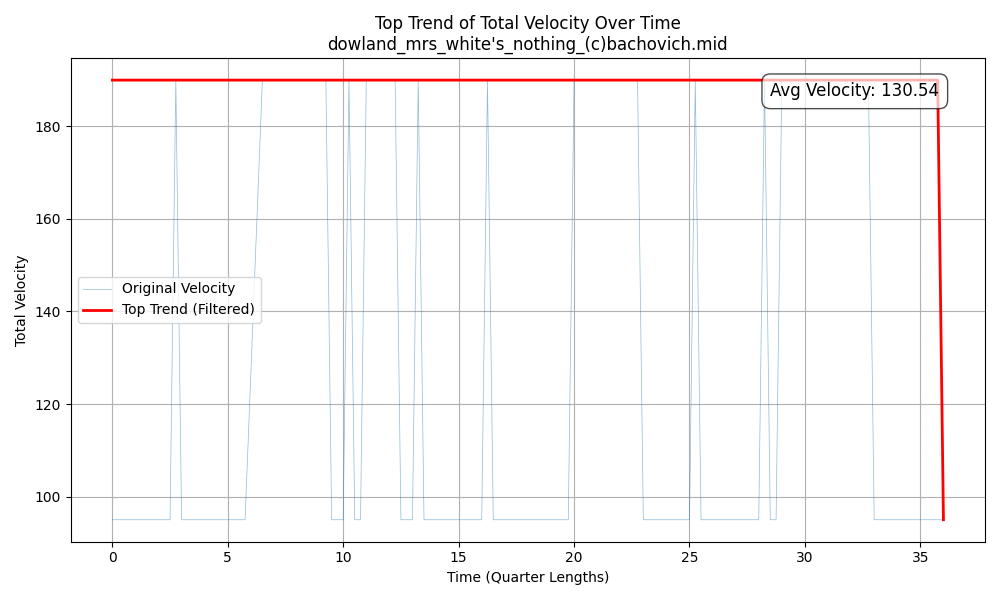 Top Trend of Total Velocity Over Time
dowland_mrs_white's_nothing_(c)bachovich.mid
Avg Velocity: 130.54
180
160
140
120
100
Total Velocity
Original Velocity
Top Trend (Filtered)
0 5 10 15 20 25 30 35
Time (Quarter Lengths)